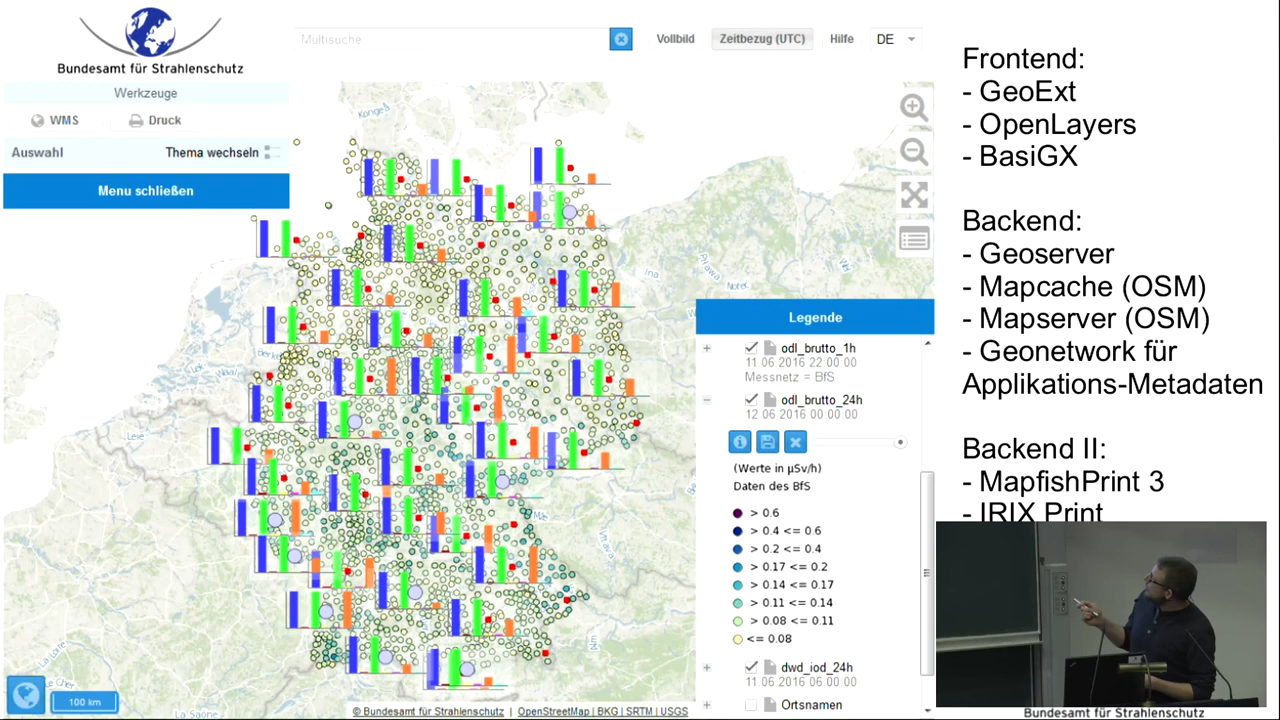 Bundesamt für Strahlenschutz
Multisuche
Vollbild
Zeitbezug (UTC)
Hilfe
DE
Werkzeuge
WMS
Druck
Auswahl
Thema wechseln
Menu schließen
Legende
odl_brutto_1h
11 06 2016 22 00 00
Messnetz = BfS
odl_brutto_24h
12 06 2016 00 00 00
(Werte in µSv/h)
Daten des BfS
> 0.6
> 0.4 <= 0.6
> 0.2 <= 0.4
> 0.17 <= 0.2
> 0.14 <= 0.17
> 0.11 <= 0.14
> 0.08 <= 0.11
<= 0.08
dwd_iod_24h
11 06 2016 06 00 00
Ortsnamen
100 km
La Saône
© Bundesamt für Strahlenschutz | OpenStreetMap | BKG | SRTM | USGS
Frontend:
- GeoExt
- OpenLayers
- BasiGX
Backend:
- Geoserver
- Mapcache (OSM)
- Mapserver (OSM)
- Geonetwork für
Applikations-Metadaten
Backend II:
- MapfishPrint 3
- IRIX Print
Bundesamt für Strahlenschutz